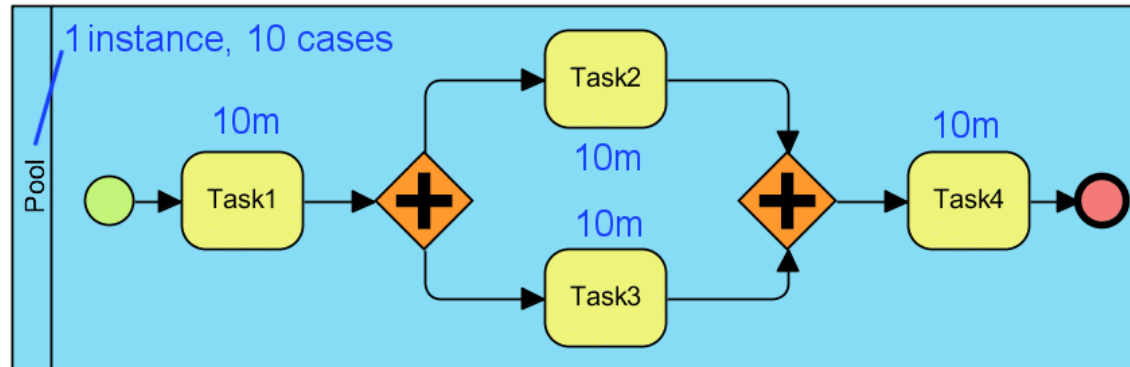 1 instance, 10 cases
Pool
10m
Task1
Task2
10m
10m
Task3
10m
Task4